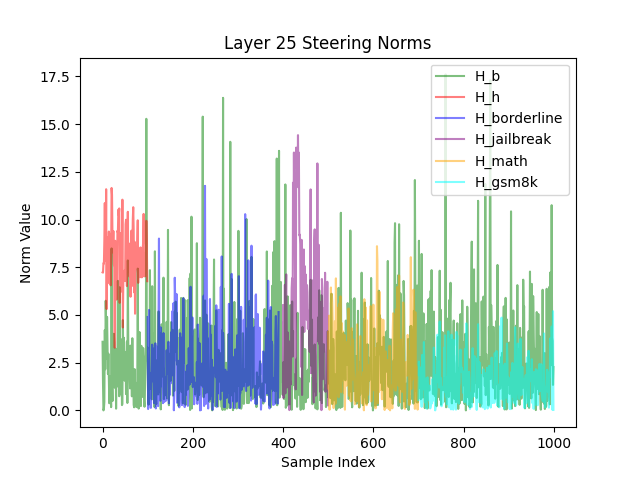 Layer 25 Steering Norms
Norm Value
17.5
15.0
12.5
10.0
7.5
5.0
2.5
0.0
H_b
H_h
H_borderline
H_jailbreak
H_math
H_gsm8k
0
200
400
600
800
1000
Sample Index